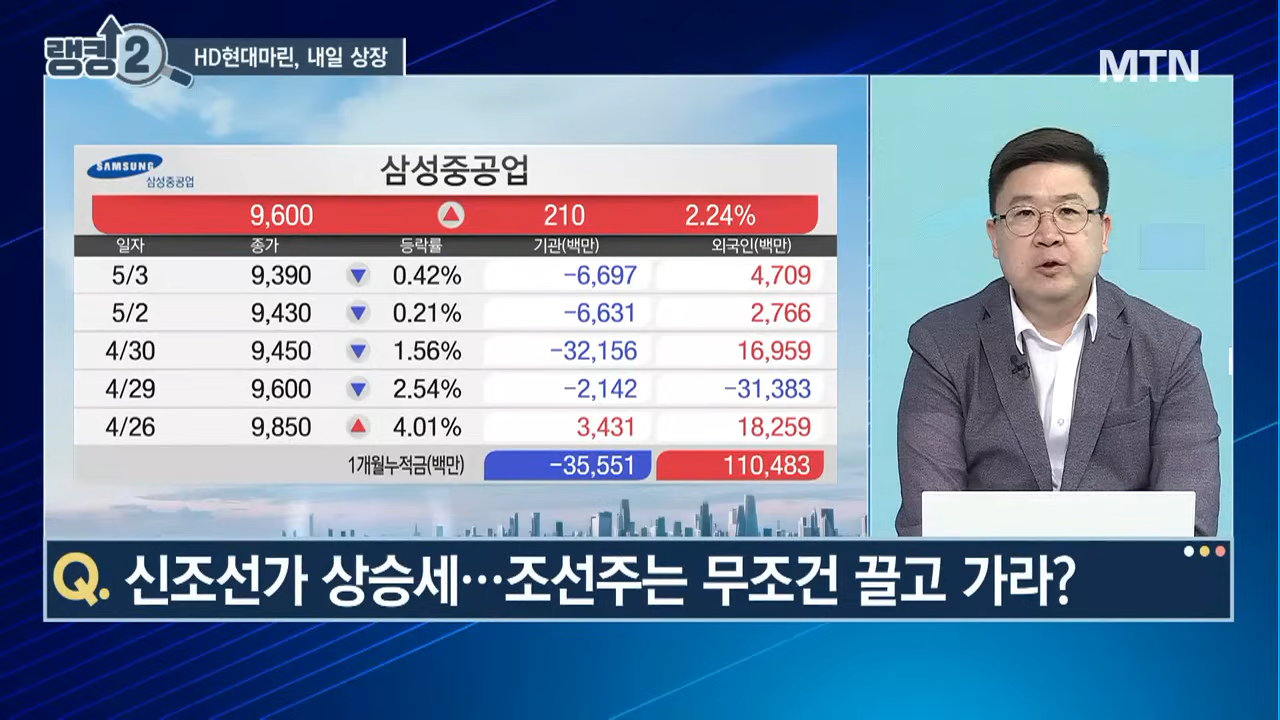 랭킹 2 HD현대마린, 내일 상장
MTN
SAMSUNG
삼성중공업
삼성중공업
9,600 ▲ 210 2.24%
일자 종가 등락률 기관(백만) 외국인(백만)
5/3 9,390 ▼ 0.42% -6,697 4,709
5/2 9,430 ▼ 0.21% -6,631 2,766
4/30 9,450 ▼ 1.56% -32,156 16,959
4/29 9,600 ▼ 2.54% -2,142 -31,383
4/26 9,850 ▲ 4.01% 3,431 18,259
1개월누적금(백만) -35,551 110,483
Q. 신조선가 상승세…조선주는 무조건 끌고 가라?